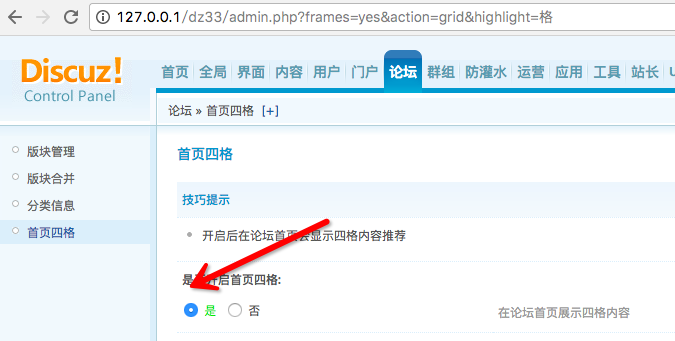 127.0.0.1/dz33/admin.php?frames=yes&action=grid&highlight=格
Discuz!
Control Panel
首页 全局 界面 内容 用户 门户 论坛 群组 防灌水 运营 应用 工具 站长
论坛 » 首页四格 [+]
版块管理
版块合并
分类信息
首页四格
首页四格
技巧提示
开启后在论坛首页会显示四格内容推荐
是否开启首页四格:
是 否
在论坛首页展示四格内容